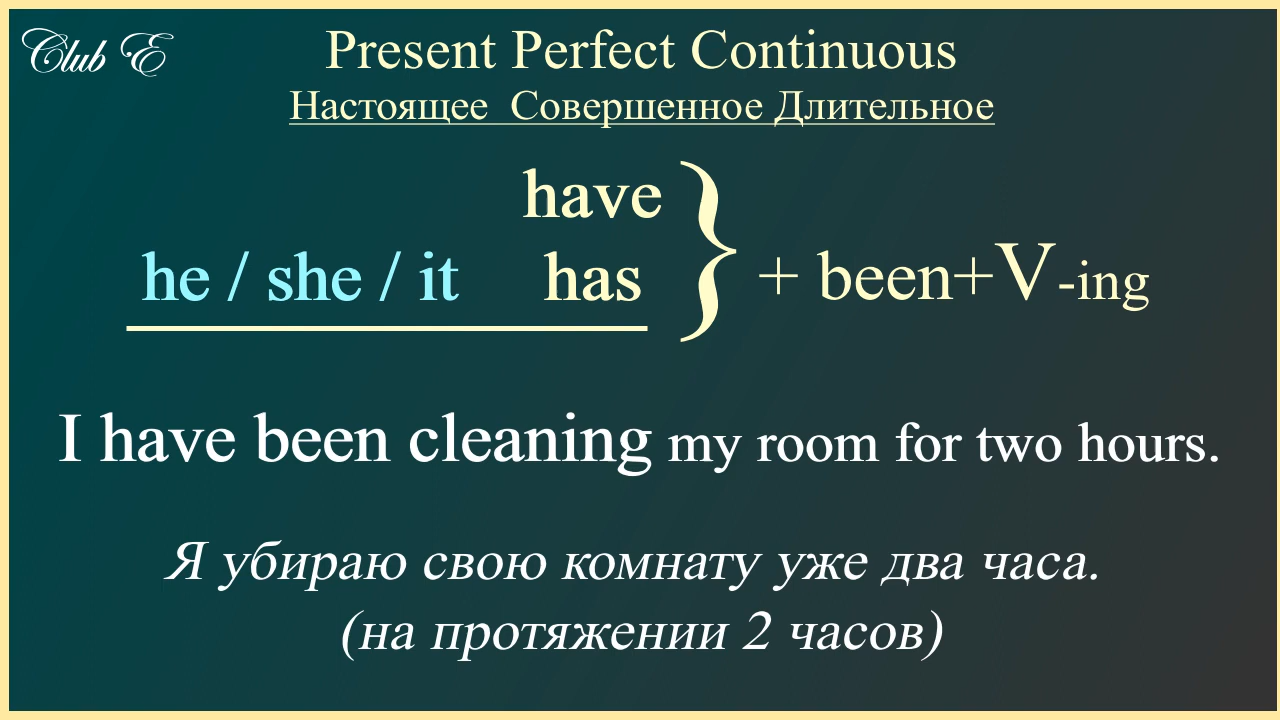 Club E
Present Perfect Continuous
Настоящее Совершенное Длительное
have
he / she / it has } + been+V-ing
I have been cleaning my room for two hours.
Я убираю свою комнату уже два часа.
(на протяжении 2 часов)